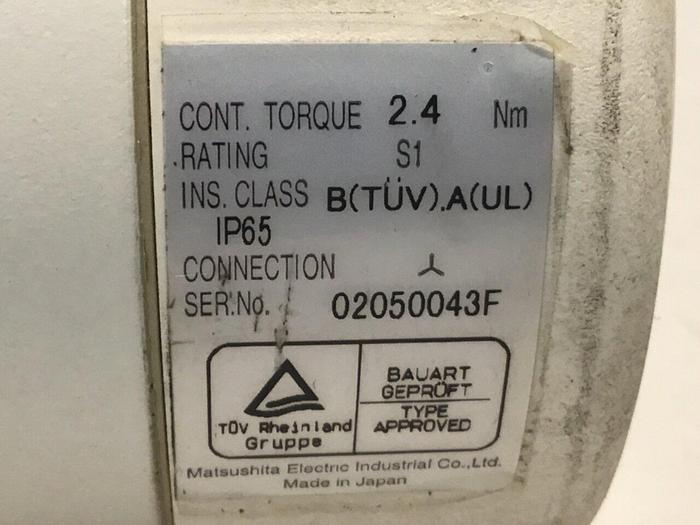 CONT. TORQUE 2.4 Nm
RATING S1
INS. CLASS B(TÜV).A(UL)
IP65
CONNECTION
SER.No. 02050043F
TÜV Rheinland
Gruppe
BAUART
GEPRÜFT
TYPE
APPROVED
Matsushita Electric Industrial Co.,Ltd.
Made in Japan